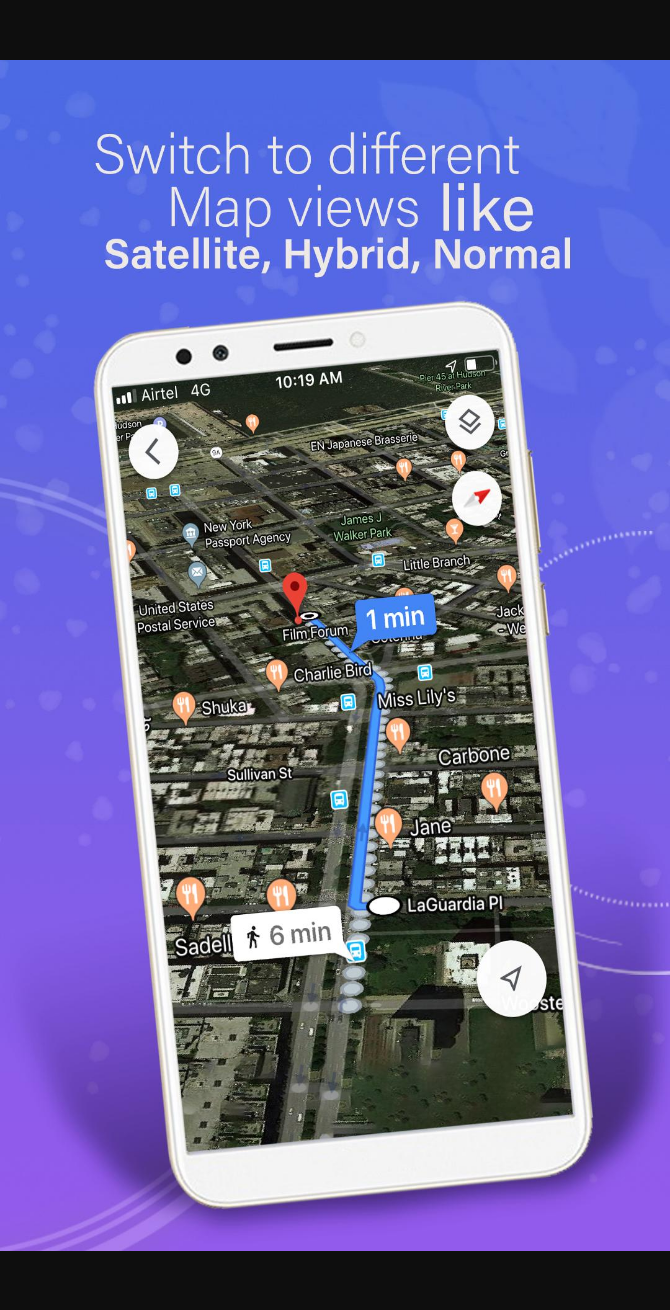 Switch to different
Map views like
Satellite, Hybrid, Normal
Airtel 4G 10:19 AM
Pier 45 at Hudson
River Park
9A
EN Japanese Brasserie
New York
Passport Agency
James J
Walker Park
Little Branch
United States
Postal Service
Film Forum
1 min
Jack
- We
Charlie Bird
Miss Lily's
Shuka
Carbone
Sullivan St
Jane
LaGuardia Pl
6 min
Sadell